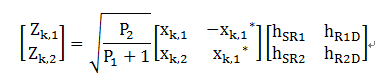 [Z_{k,1}; Z_{k,2}] = √(P_2 / (P_1 + 1)) [x_{k,1} −x_{k,2}^*; x_{k,2} x_{k,1}^*] [h_{SR1} h_{R1D}; h_{SR2} h_{R2D}]↵